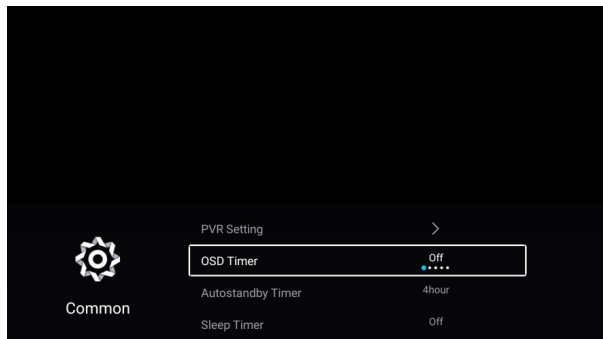 PVR Setting
OSD Timer Off
Autostandby Timer 4hour
Common
Sleep Timer Off